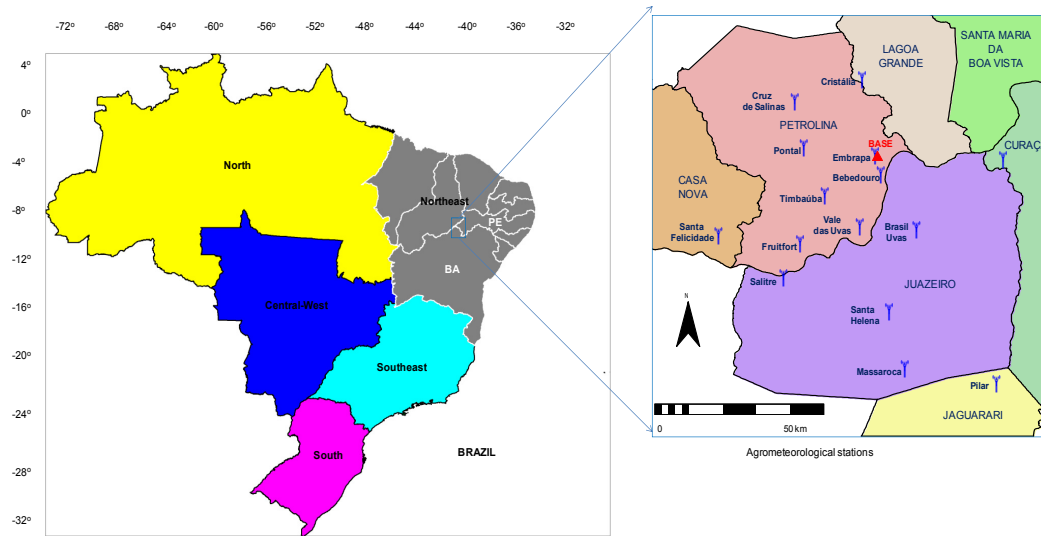 -72º -68º -64º -60º -56º -52º -48º -44º -40º -36º -32º
4º
0º
-4º
-8º
-12º
-11º
-16º
-20º
-19º
-24º
-28º
-32º
North
Northeast
PE
BA
Southeast
South
BRAZIL
SANTA MARIA
DA
BOA VISTA
LAGOA
GRANDE
Cristália
Cruz
de Salinas
PETROLINA
BASE
CURAÇ
Pontal
Embrapa
Bebedouro
CASA
NOVA
Timbaúba
Vale
das Uvas
Brasil
Uvas
Santa
Felicidade
Fruitfort
Salitre
JUAZEIRO
N
Santa
Helena
Massaroca
Pilar
JAGUARARI
0 50 km
Agrometeorological stations